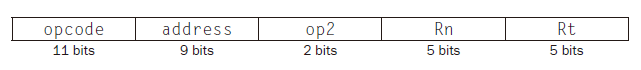 opcode address op2 Rn Rt
11 bits 9 bits 2 bits 5 bits 5 bits